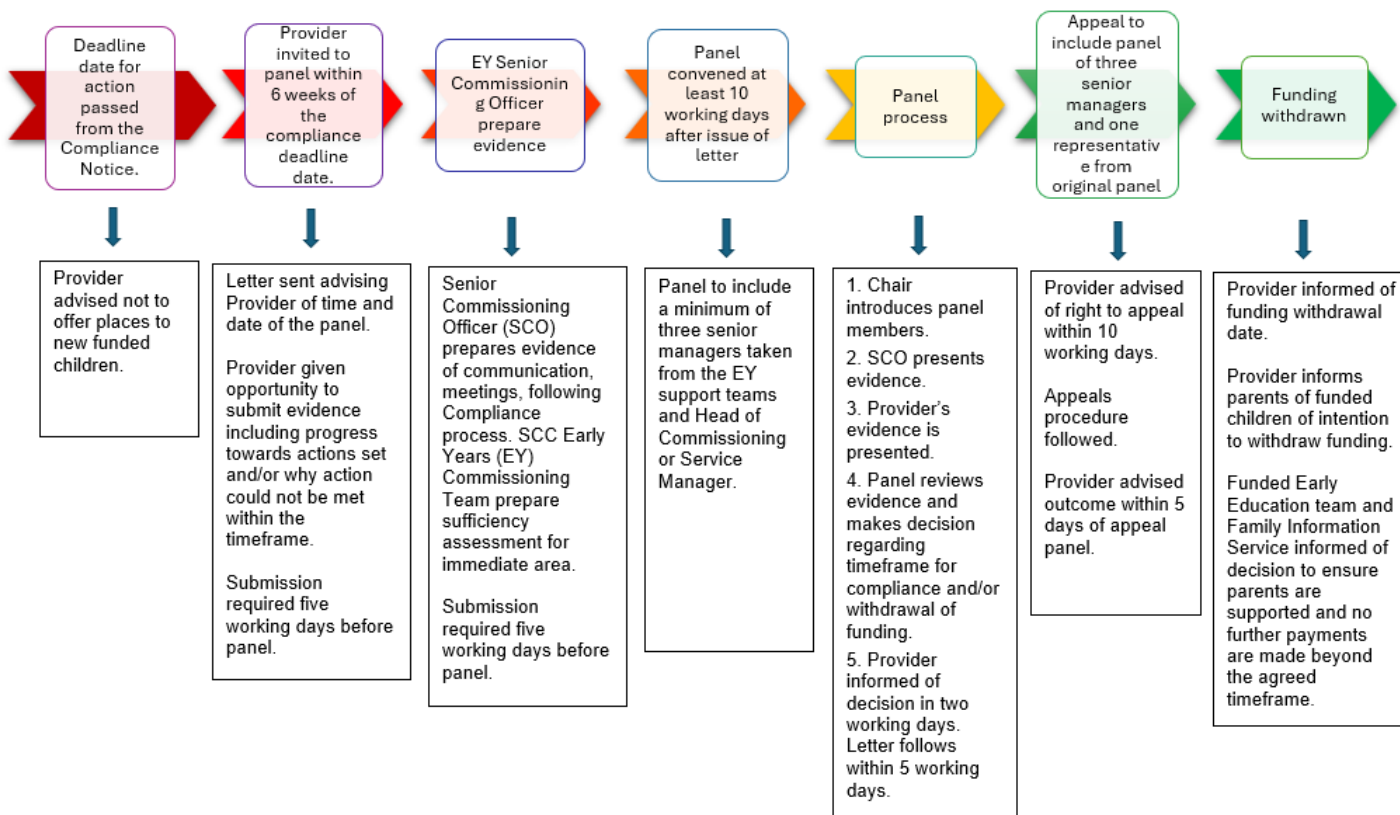 Deadline
date for
action
passed
from the
Compliance
Notice.
Provider
invited to
panel within
6 weeks of
the
compliance
deadline
date.
EY Senior
Commissionin
g Officer
prepare
evidence
Panel
convened at
least 10
working days
after issue of
letter
Panel
process
Appeal to
include panel
of three
senior
managers
and one
representativ
e from
original panel
Funding
withdrawn
Provider
advised not to
offer places to
new funded
children.
Letter sent advising
Provider of time and
date of the panel.
Provider given
opportunity to
submit evidence
including progress
towards actions set
and/or why action
could not be met
within the
timeframe.
Submission
required five
working days before
panel.
Senior
Commissioning
Officer (SCO)
prepares evidence
of communication,
meetings, following
Compliance
process. SCC Early
Years (EY)
Commissioning
Team prepare
sufficiency
assessment for
immediate area.
Submission
required five
working days before
panel.
Panel to include
a minimum of
three senior
managers taken
from the EY
support teams
and Head of
Commissioning
or Service
Manager.
1. Chair
introduces panel
members.
2. SCO presents
evidence.
3. Provider’s
evidence is
presented.
4. Panel reviews
evidence and
makes decision
regarding
timeframe for
compliance and/or
withdrawal of
funding.
5. Provider
informed of
decision in two
working days.
Letter follows
within 5 working
days.
Provider advised
of right to appeal
within 10
working days.
Appeals
procedure
followed.
Provider advised
outcome within 5
days of appeal
panel.
Provider informed of
funding withdrawal
date.
Provider informs
parents of funded
children of intention
to withdraw funding.
Funded Early
Education team and
Family Information
Service informed of
decision to ensure
parents are
supported and no
further payments
are made beyond
the agreed
timeframe.